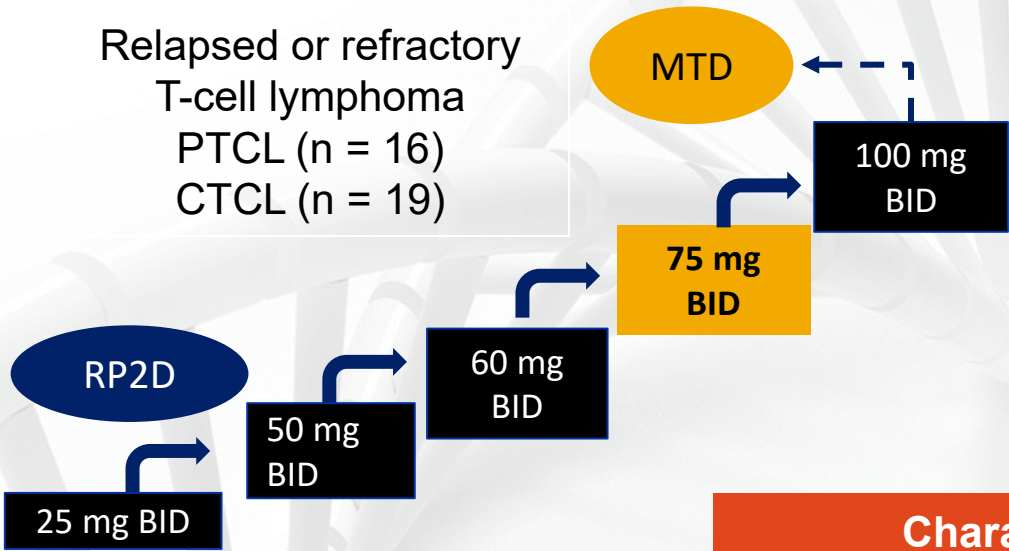 Relapsed or refractory
T-cell lymphoma
PTCL (n = 16)
CTCL (n = 19)
MTD
100 mg
BID
75 mg
BID
60 mg
BID
RP2D
50 mg
BID
25 mg BID